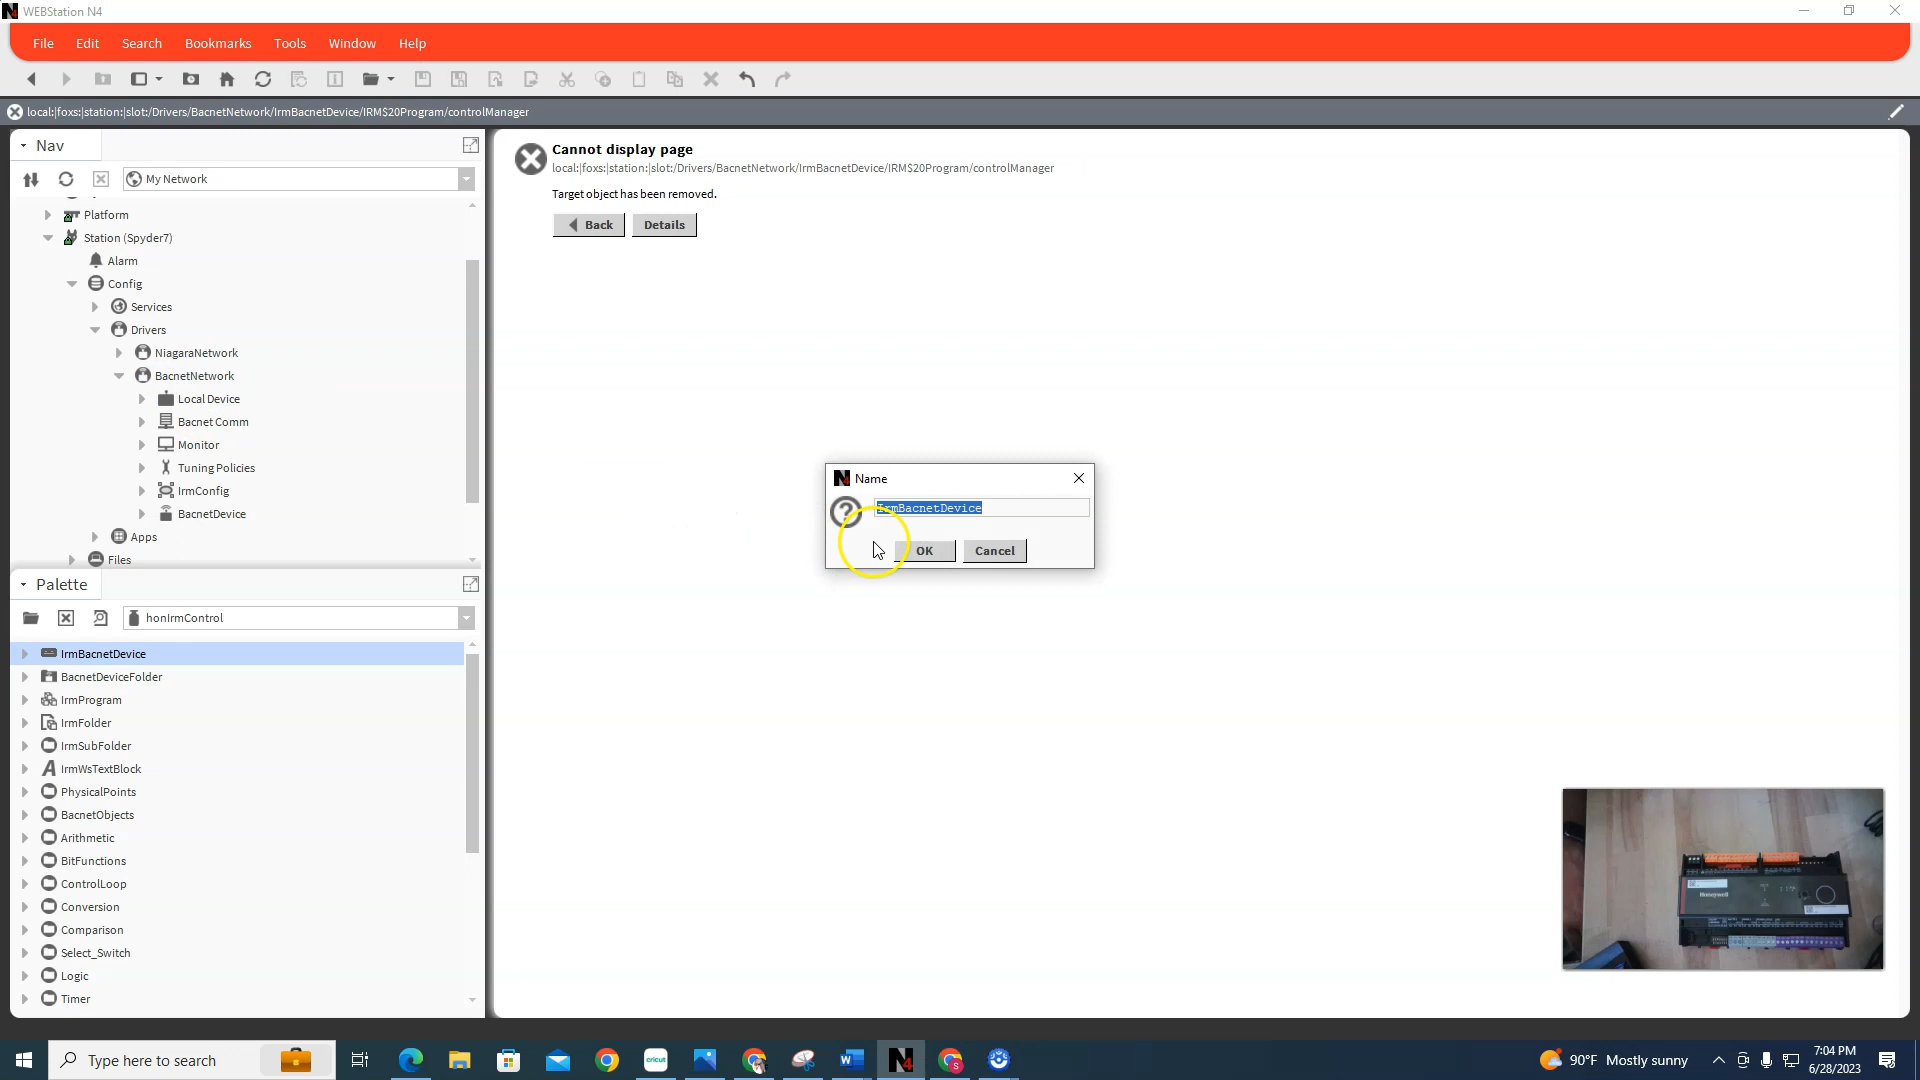 WEBStation N4
File Edit Search Bookmarks Tools Window Help
local:|foxs:|station:|slot:/Drivers/BacnetNetwork/IrmBacnetDevice/IRM$20Program/controlManager
Nav
My Network
Platform
Station (Spyder7)
Alarm
Config
Services
Drivers
NiagaraNetwork
BacnetNetwork
Local Device
Bacnet Comm
Monitor
Tuning Policies
IrmConfig
BacnetDevice
Apps
Files
Palette
honIrmControl
IrmBacnetDevice
BacnetDeviceFolder
IrmProgram
IrmFolder
IrmSubFolder
IrmWsTextBlock
PhysicalPoints
BacnetObjects
Arithmetic
BitFunctions
ControlLoop
Conversion
Comparison
Select_Switch
Logic
Timer
Cannot display page
local:|foxs:|station:|slot:/Drivers/BacnetNetwork/IrmBacnetDevice/IRM$20Program/controlManager
Target object has been removed.
Back Details
Name
IrmBacnetDevice
OK Cancel
Honeywell
Type here to search
cricut
90°F Mostly sunny
7:04 PM
6/28/2023